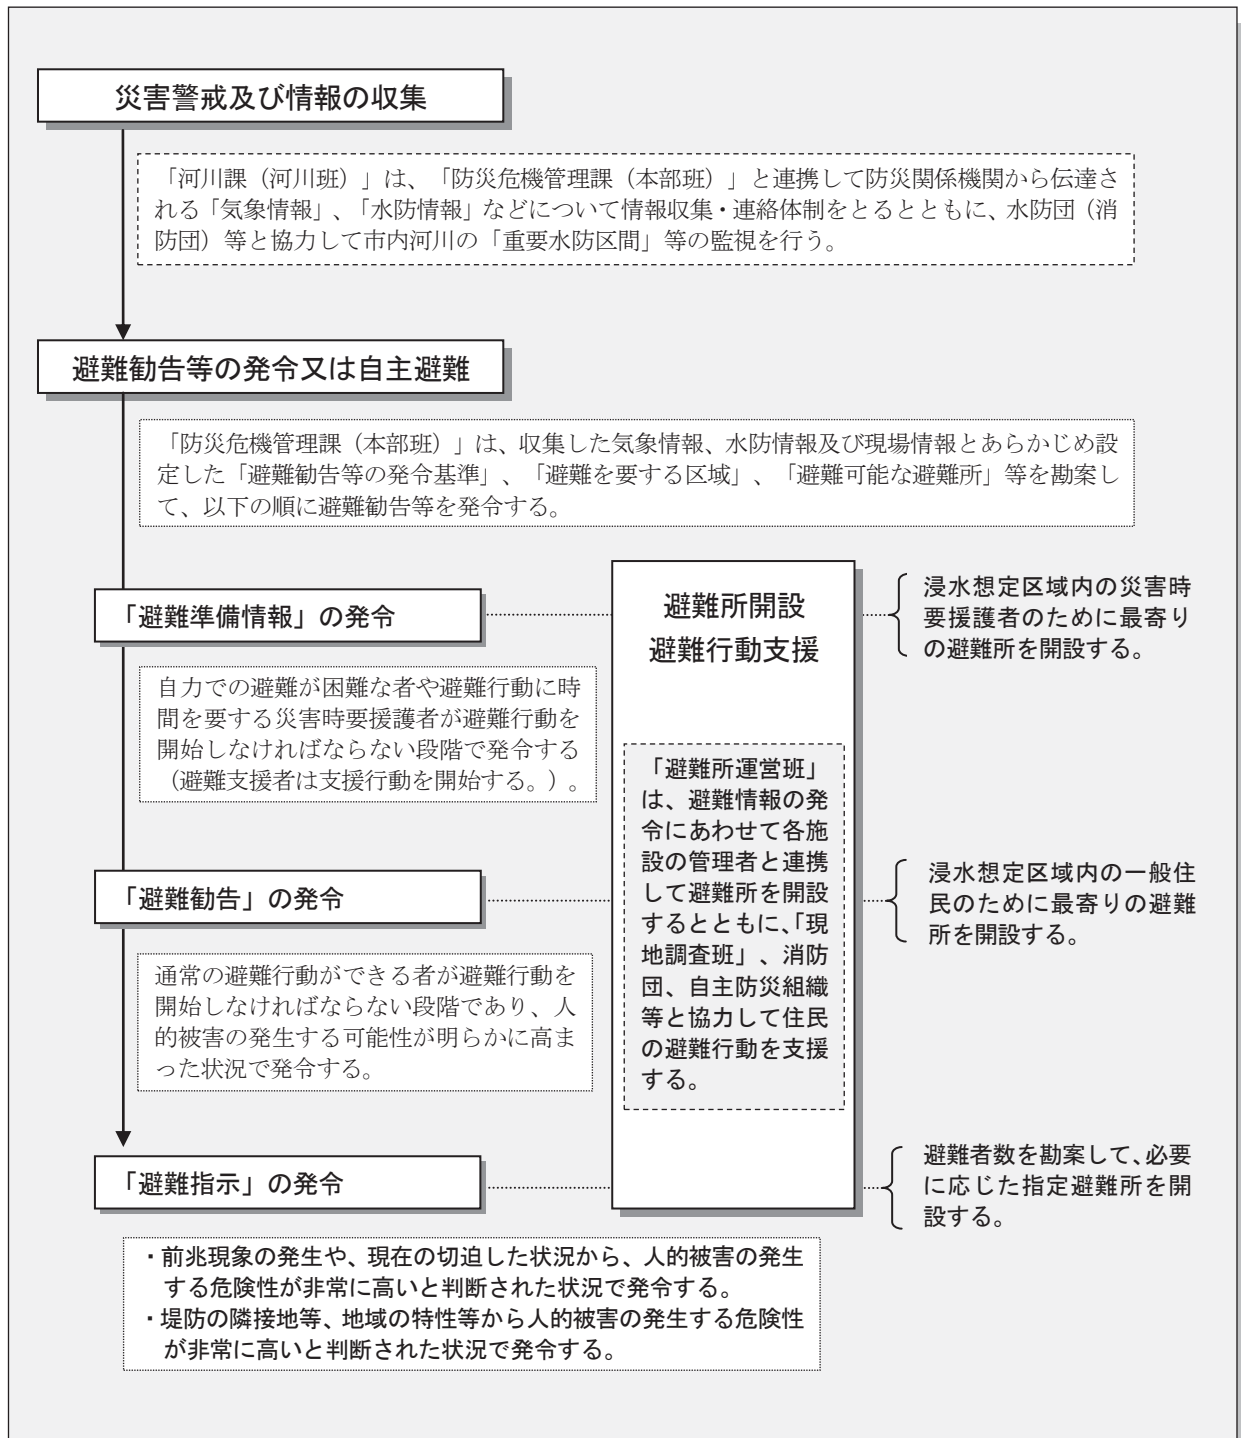 災害警戒及び情報の収集
「河川課（河川班）」は、「防災危機管理課（本部班）」と連携して防災関係機関から伝達さ
れる「気象情報」、「水防情報」などについて情報収集・連絡体制をとるとともに、水防団（消
防団）等と協力して市内河川の「重要水防区間」等の監視を行う。
避難勧告等の発令又は自主避難
「防災危機管理課（本部班）」は、収集した気象情報、水防情報及び現場情報とあらかじめ設
定した「避難勧告等の発令基準」、「避難を要する区域」、「避難可能な避難所」等を勘案し
て、以下の順に避難勧告等を発令する。
「避難準備情報」の発令
自力での避難が困難な者や避難行動に時
間を要する災害時要援護者が避難行動を
開始しなければならない段階で発令する
（避難支援者は支援行動を開始する。）。
「避難勧告」の発令
通常の避難行動ができる者が避難行動を
開始しなければならない段階であり、人
的被害の発生する可能性が明らかに高ま
った状況で発令する。
「避難指示」の発令
・前兆現象の発生や、現在の切迫した状況から、人的被害の発生
する危険性が非常に高いと判断された状況で発令する。
・堤防の隣接地等、地域の特性等から人的被害の発生する危険性
が非常に高いと判断された状況で発令する。
避難所開設
避難行動支援
「避難所運営班」
は、避難情報の発
令にあわせて各施
設の管理者と連携
して避難所を開設
するとともに、「現
地調査班」、消防
団、自主防災組織
等と協力して住民
の避難行動を支援
する。
浸水想定区域内の災害時
要援護者のために最寄り
の避難所を開設する。
浸水想定区域内の一般住
民のために最寄りの避難
所を開設する。
避難者数を勘案して、必要
に応じた指定避難所を開
設する。